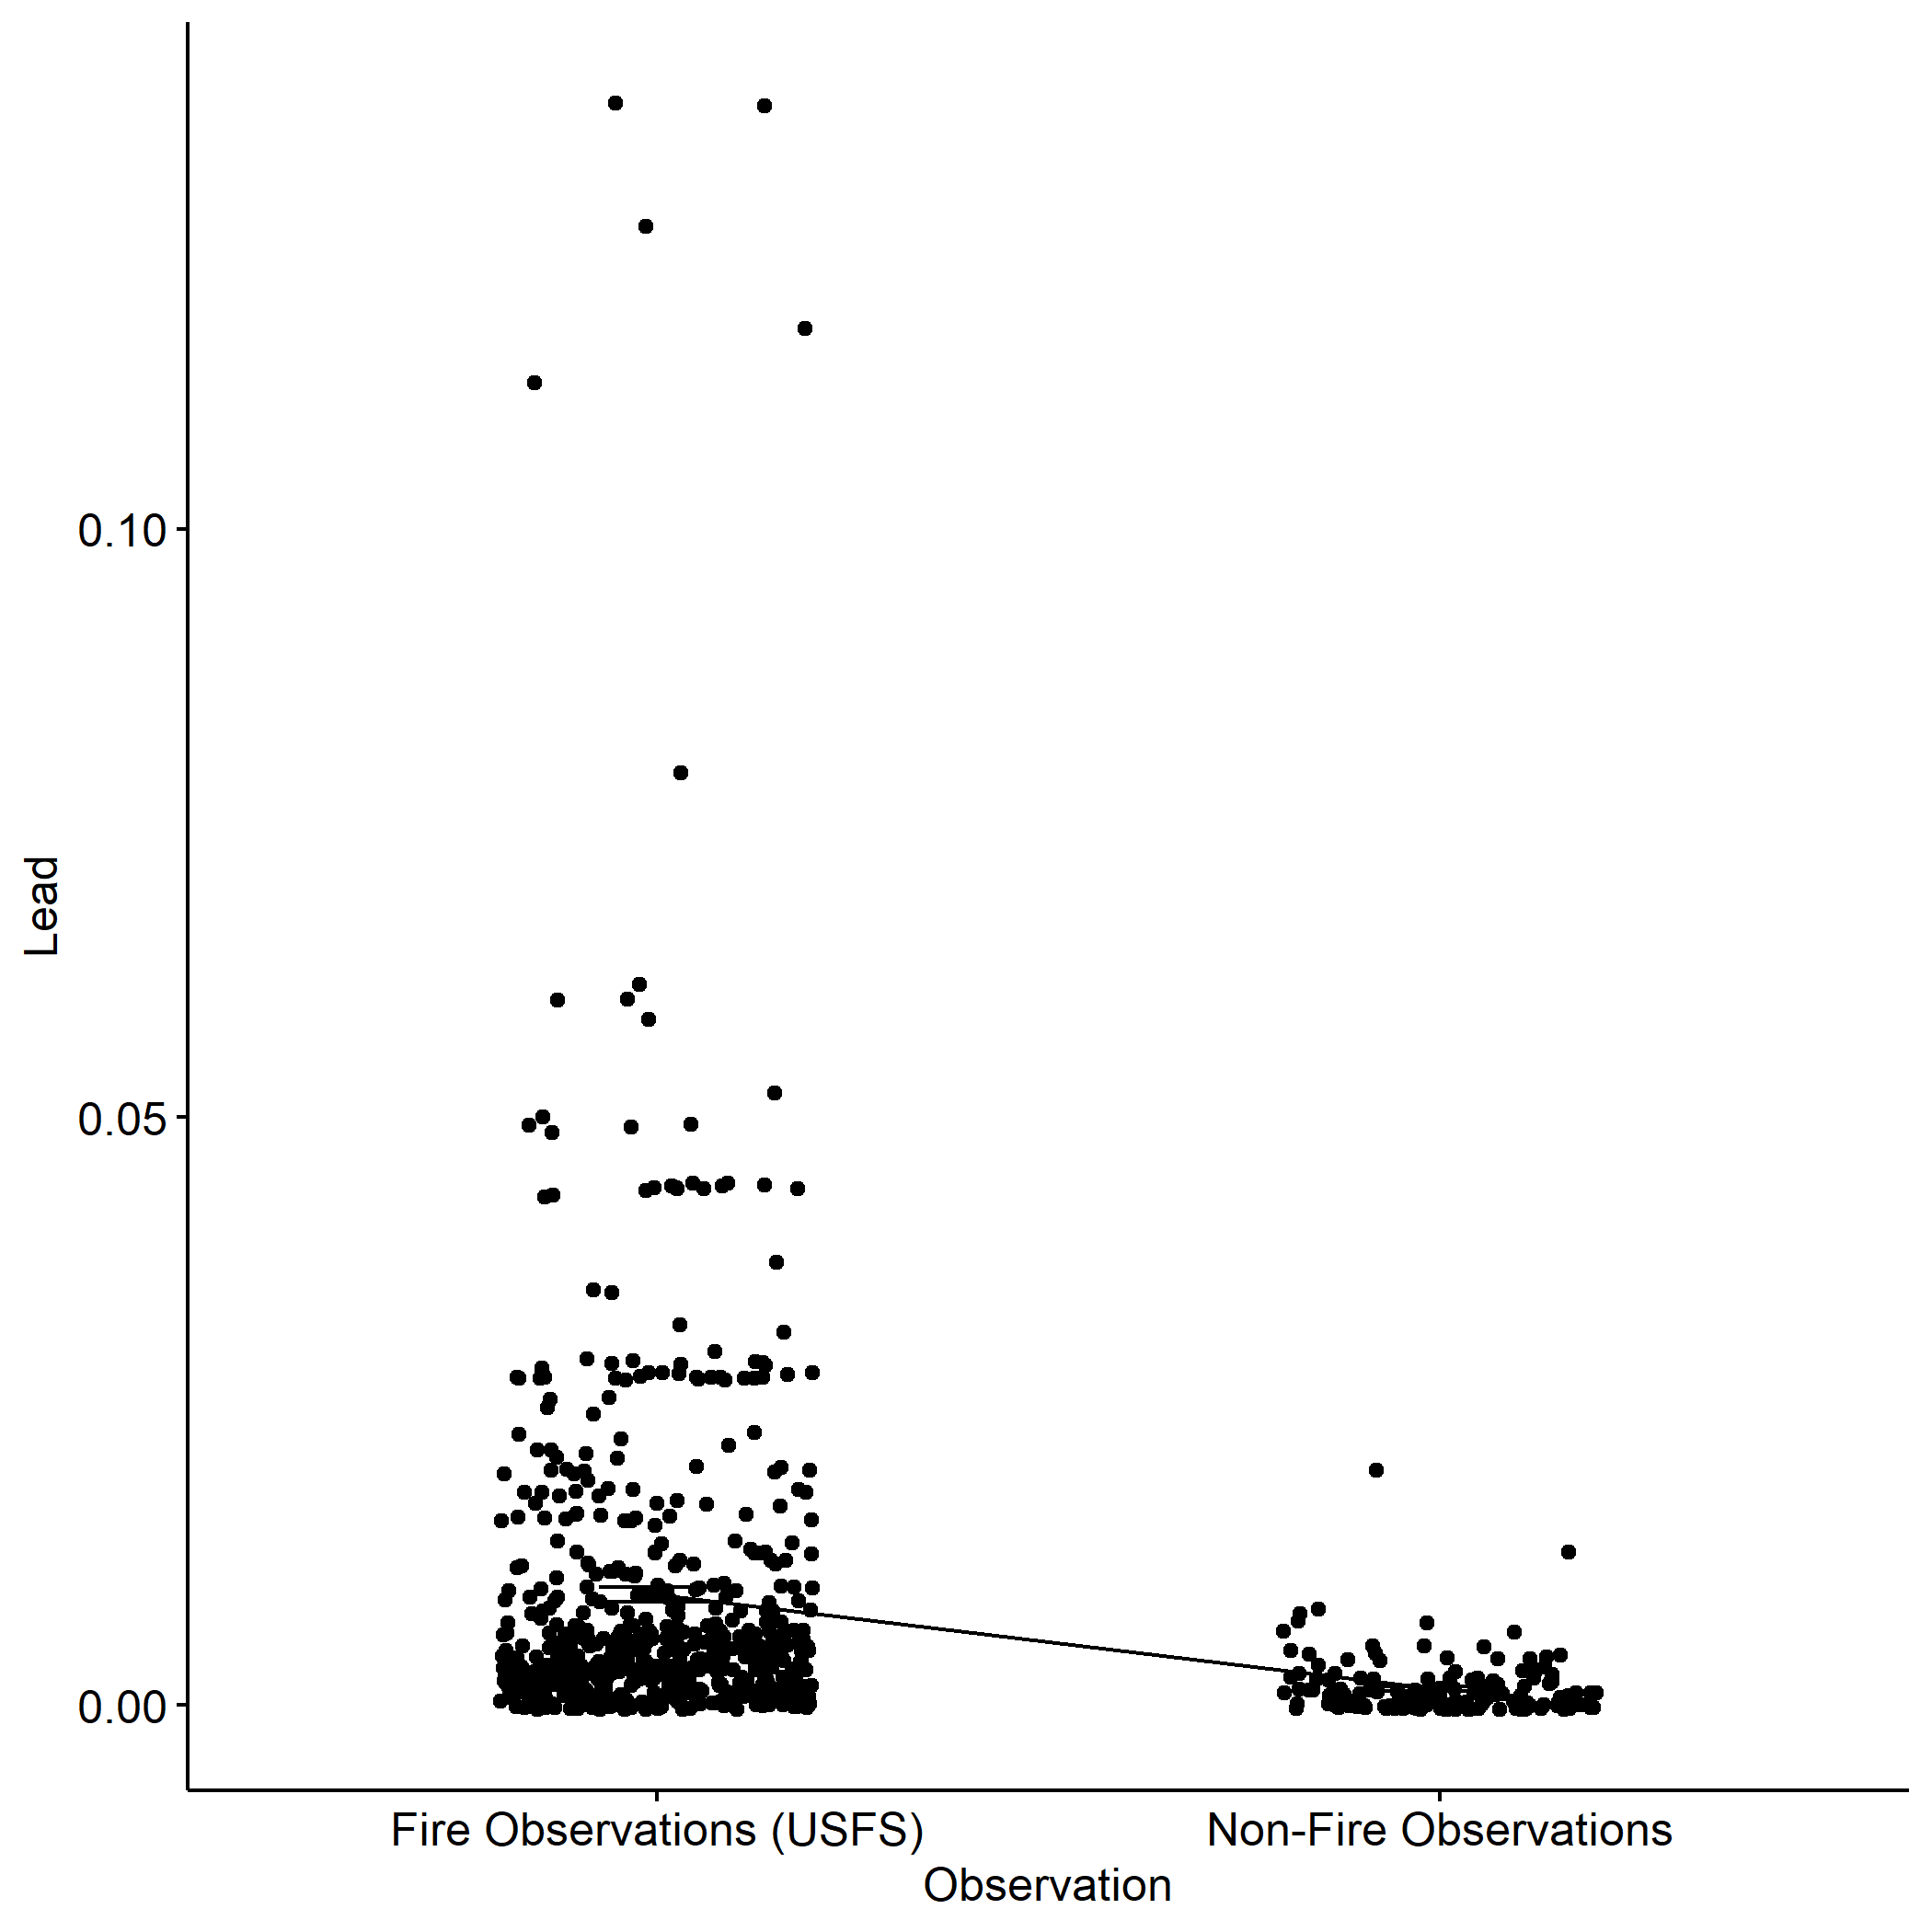 0.10
Lead
0.05
0.00
Fire Observations (USFS)
Non-Fire Observations
Observation